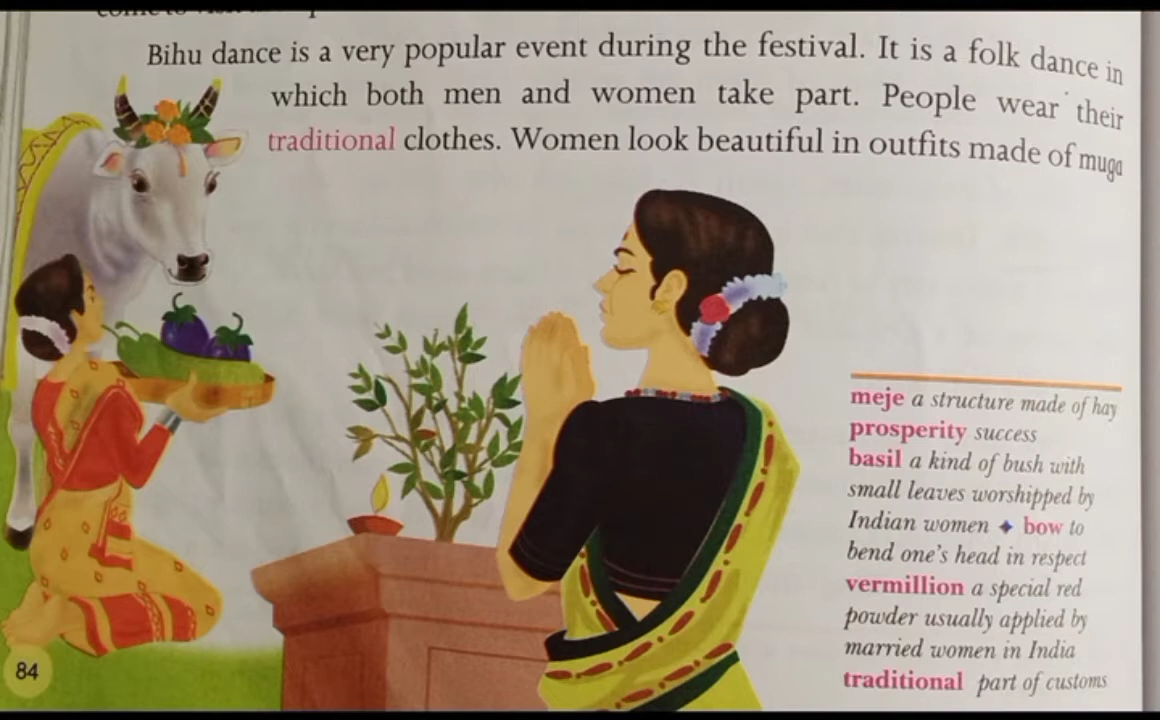 Bihu dance is a very popular event during the festival. It is a folk dance in
which both men and women take part. People wear their
traditional clothes. Women look beautiful in outfits made of muga
meje a structure made of hay
prosperity success
basil a kind of bush with
small leaves worshipped by
Indian women ✦ bow to
bend one's head in respect
vermillion a special red
powder usually applied by
married women in India
traditional part of customs
84